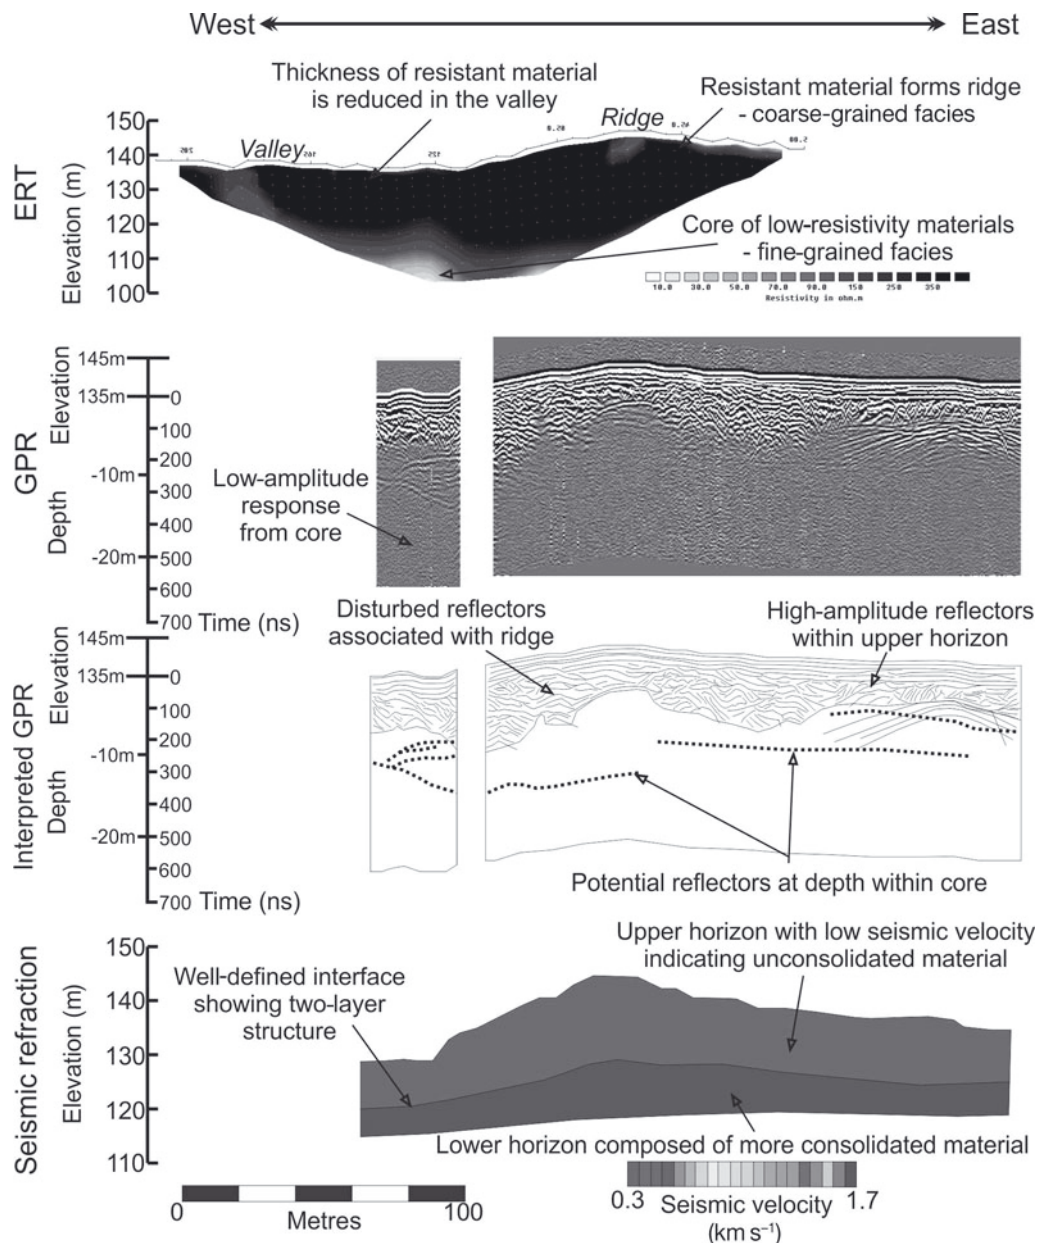 West
East
Thickness of resistant material
is reduced in the valley
Resistant material forms ridge
- coarse-grained facies
Ridge
Valley
ERT
Elevation (m)
150
140
130
120
110
100
Core of low-resistivity materials
- fine-grained facies
10.0 30.0 50.0 70.0 90.0 150 250 350
Resistivity in ohm.m
GPR
Elevation
Depth
145m
135m
-10m
-20m
0
100
200
300
400
500
600
700 Time (ns)
Low-amplitude
response
from core
Interpreted GPR
Elevation
Depth
145m
135m
-10m
-20m
0
100
200
300
400
500
600
700 Time (ns)
Disturbed reflectors
associated with ridge
High-amplitude reflectors
within upper horizon
Potential reflectors at depth within core
Seismic refraction
Elevation (m)
150
140
130
120
110
Well-defined interface
showing two-layer
structure
Upper horizon with low seismic velocity
indicating unconsolidated material
Lower horizon composed of more consolidated material
0 Metres 100
0.3 Seismic velocity 1.7
(km s⁻¹)